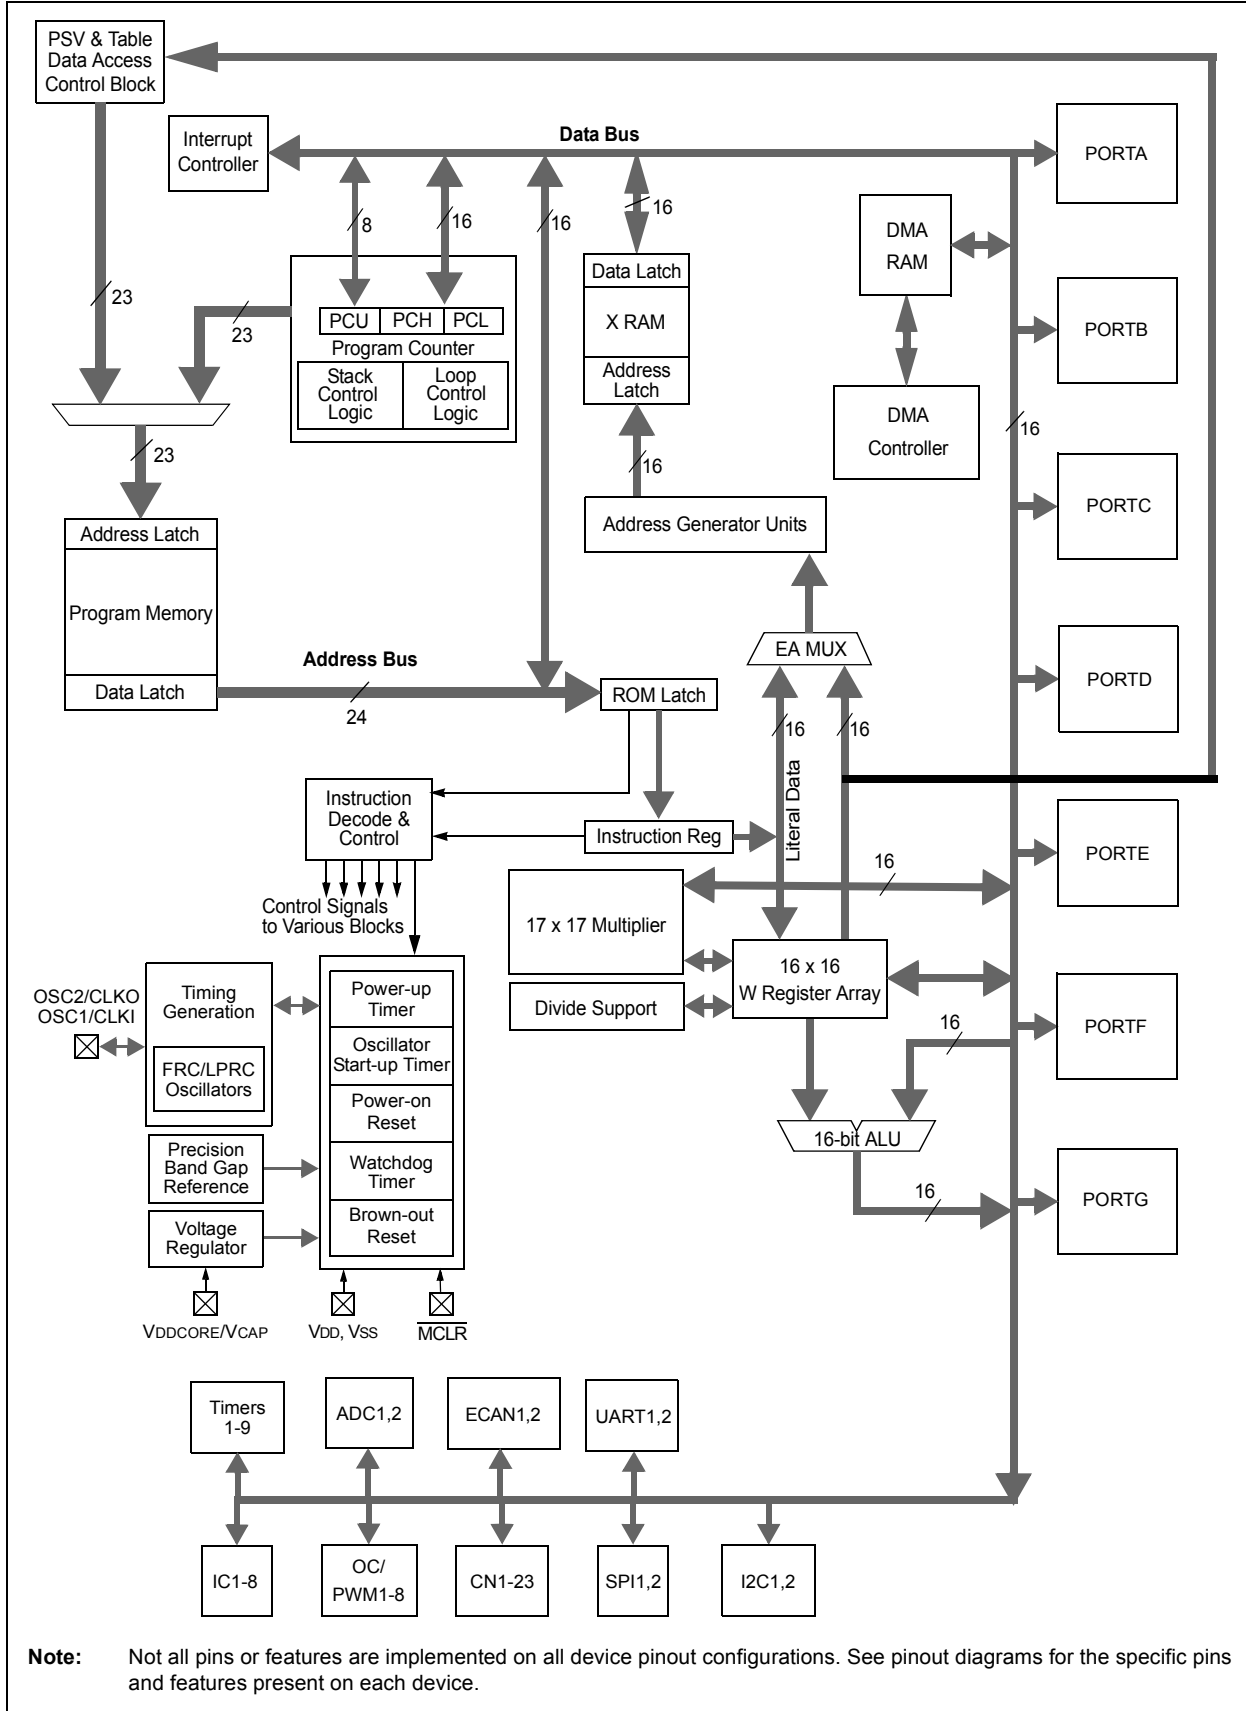 PSV & Table
Data Access
Control Block
Interrupt
Controller
Data Bus
PORTA
8
16
16
16
DMA
RAM
23
23
PCU
PCH
PCL
Program Counter
Stack
Control
Logic
Loop
Control
Logic
Data Latch
X RAM
Address
Latch
PORTB
DMA
Controller
16
23
16
PORTC
Address Latch
Program Memory
Data Latch
Address Generator Units
EA MUX
PORTD
Address Bus
24
ROM Latch
16
16
Literal Data
Instruction
Decode &
Control
Instruction Reg
PORTE
16
Control Signals
to Various Blocks
17 x 17 Multiplier
16 x 16
W Register Array
Divide Support
OSC2/CLKO
OSC1/CLKI
Timing
Generation
FRC/LPRC
Oscillators
Power-up
Timer
Oscillator
Start-up Timer
Power-on
Reset
Watchdog
Timer
Brown-out
Reset
PORTF
16
16-bit ALU
Precision
Band Gap
Reference
Voltage
Regulator
16
PORTG
VDDCORE/VCAP
VDD, VSS
MCLR
Timers
1-9
ADC1,2
ECAN1,2
UART1,2
IC1-8
OC/
PWM1-8
CN1-23
SPI1,2
I2C1,2
Note: Not all pins or features are implemented on all device pinout configurations. See pinout diagrams for the specific pins
and features present on each device.